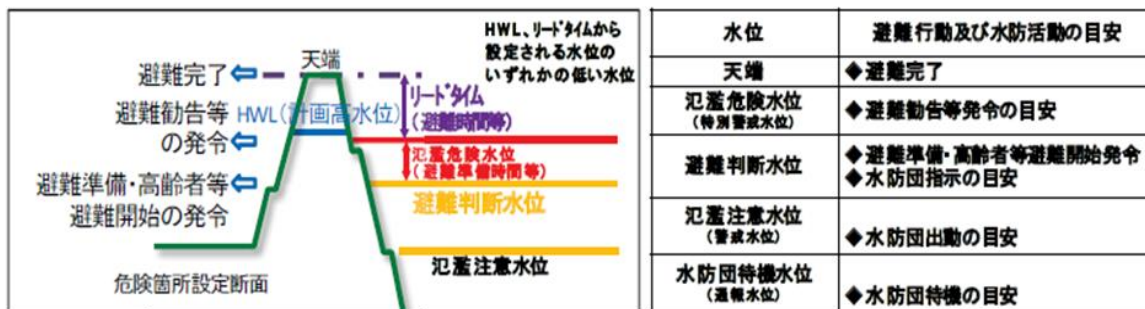 HWL、リードタイムから
設定される水位の
いずれかの低い水位
天端
避難完了
リードタイム
(避難時間等)
避難勧告等
の発令
HWL(計画高水位)
氾濫危険水位
(避難準備時間等)
避難準備・高齢者等
避難開始の発令
避難判断水位
氾濫注意水位
危険箇所設定断面
水位 避難行動及び水防活動の目安
天端 ◆避難完了
氾濫危険水位
(特別警戒水位)
◆避難勧告等発令の目安
避難判断水位
◆避難準備・高齢者等避難開始発令
◆水防団指示の目安
氾濫注意水位
(警戒水位)
◆水防団出動の目安
水防団待機水位
(通報水位)
◆水防団待機の目安